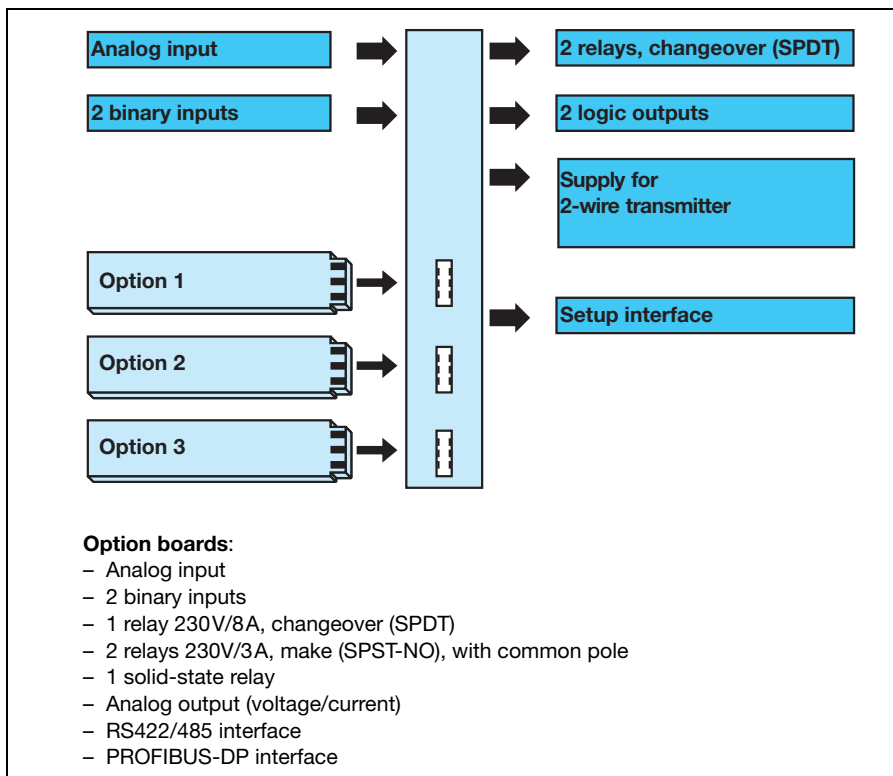 Analog input
2 relays, changeover (SPDT)
2 binary inputs
2 logic outputs
Supply for
2-wire transmitter
Option 1
Setup interface
Option 2
Option 3
Option boards:
– Analog input
– 2 binary inputs
– 1 relay 230V/8A, changeover (SPDT)
– 2 relays 230V/3A, make (SPST-NO), with common pole
– 1 solid-state relay
– Analog output (voltage/current)
– RS422/485 interface
– PROFIBUS-DP interface